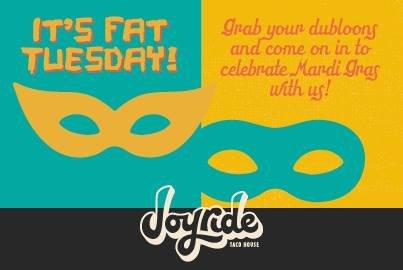 IT'S FAT
TUESDAY!
Grab your dubloons
and come on in to
celebrate Mardi Gras
with us!
Joyride
TACO HOUSE